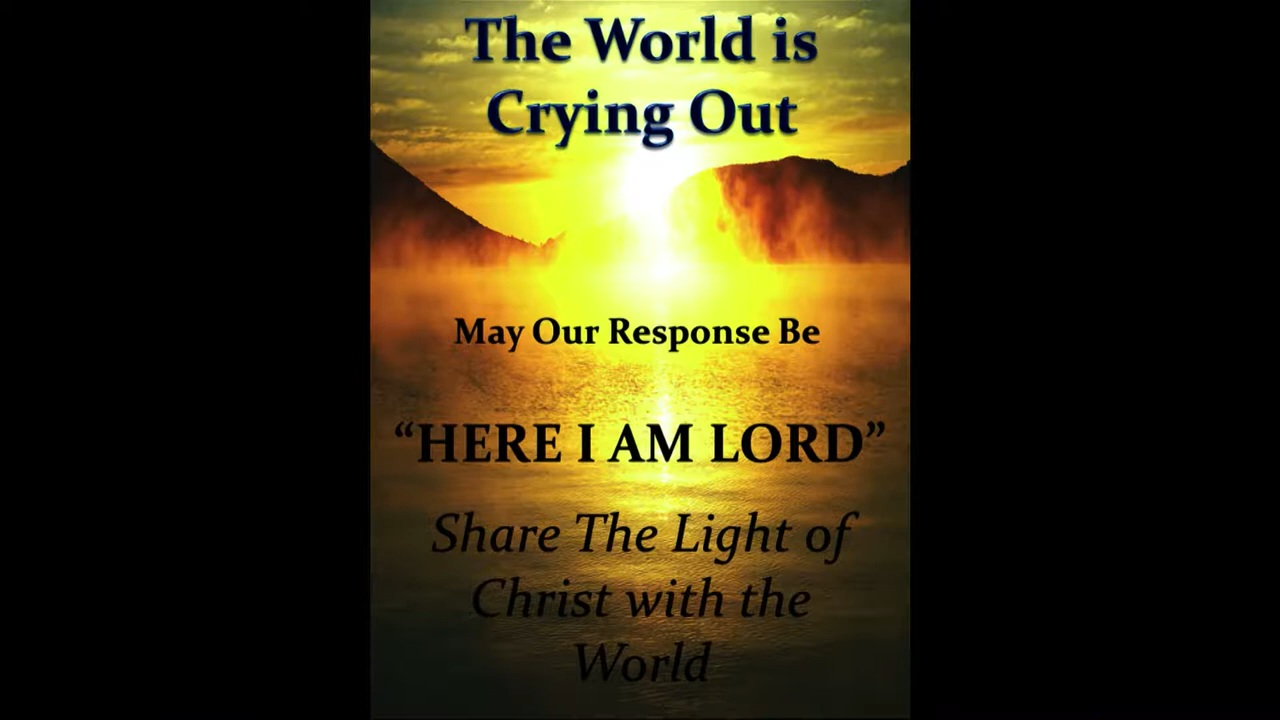 The World is
Crying Out
May Our Response Be
“HERE I AM LORD”
Share The Light of
Christ with the
World